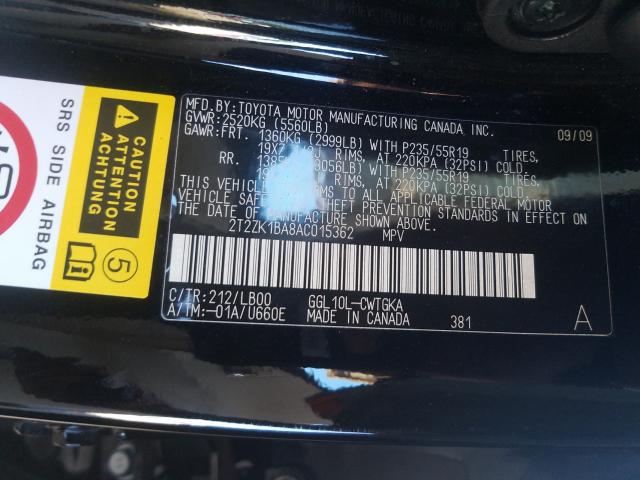 MFD.BY:TOYOTA MOTOR MANUFACTURING CANADA INC.
09/09
GVWR:2520KG (5560LB)
GAWR:FRT. 1360KG (2999LB) WITH P235/55R19 TIRES,
19X7 RIMS, AT 220KPA (32PSI) COLD.
RR. 1385 3056LB) WITH P235/55R19 TIRES,
RIMS, AT 220KPA (32PSI) COLD.
THIS VEHICLE TO ALL APPLICABLE FEDERAL MOTOR
VEHICLE SAFE THEFT PREVENTION STANDARDS IN EFFECT ON
THE DATE OF MANUFACTURE SHOWN ABOVE.
2T2ZK1BA8AC015362 MPV
C/TR:212/LB00 GGL10L-CWTGKA
A/TM:-01A/U660E MADE IN CANADA 381 A
SRS SIDE AIRBAG
CAUTION
ATTENTION
ACHTUNG
5